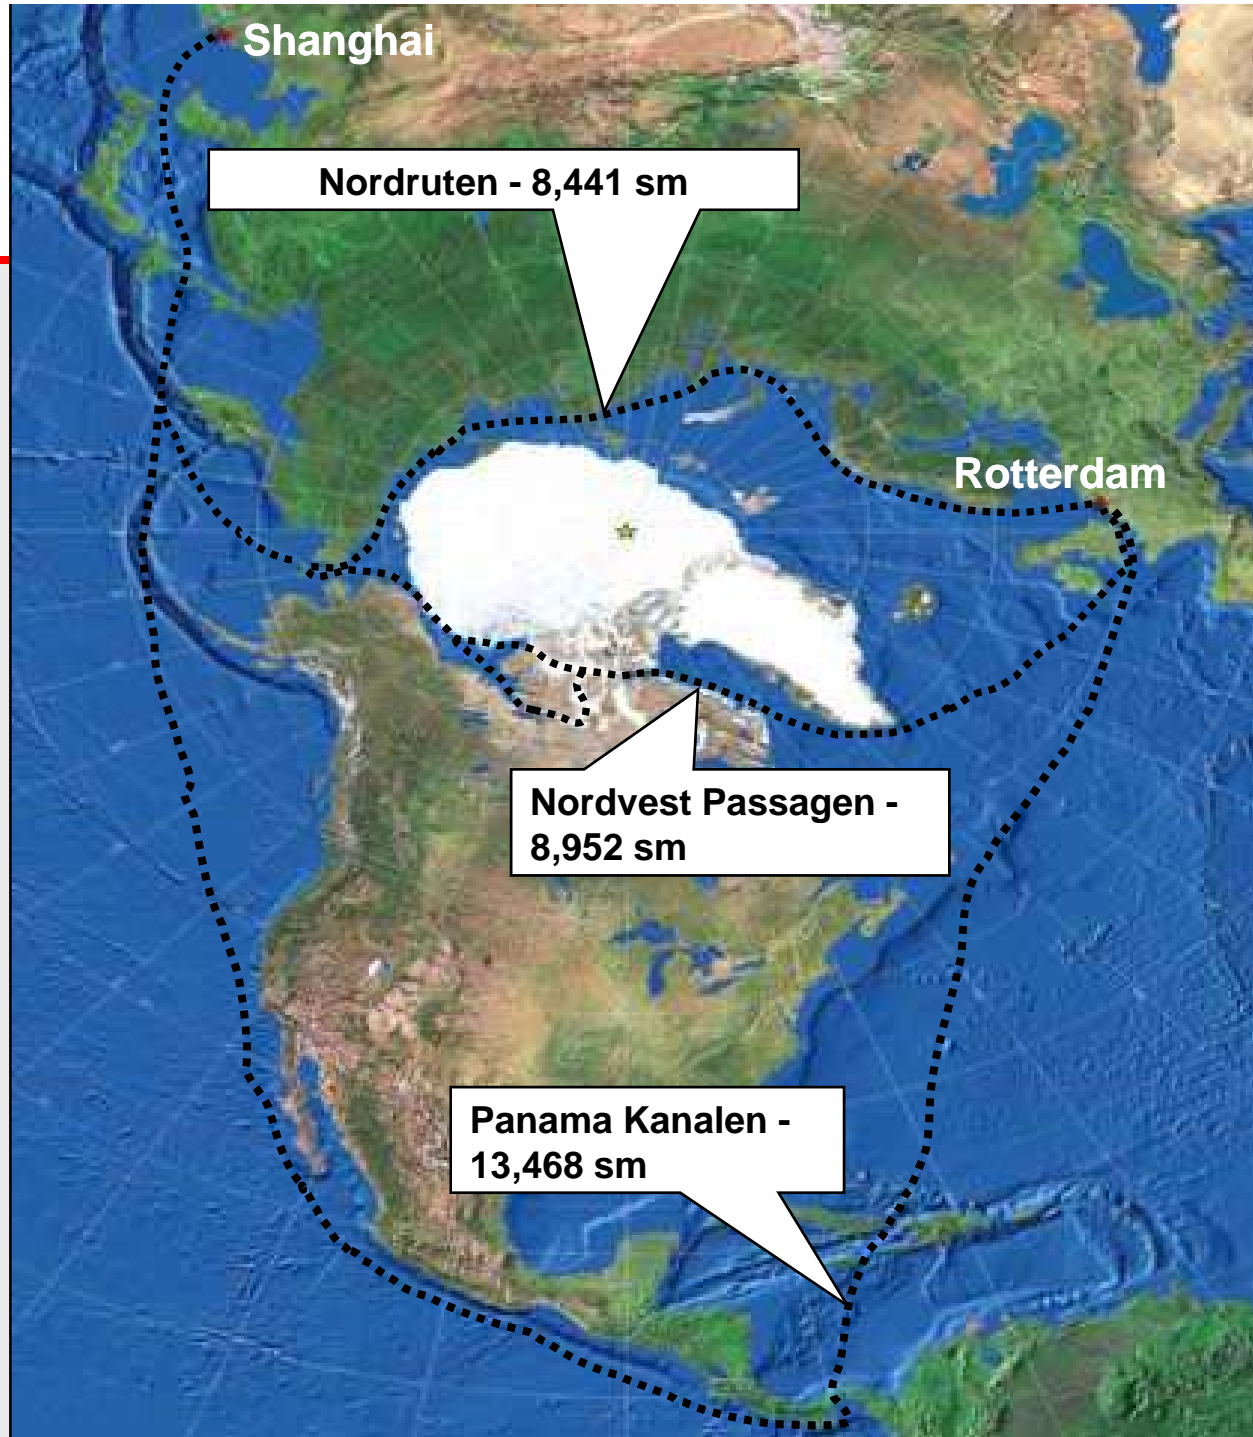 Shanghai
Nordruten - 8,441 sm
Rotterdam
Nordvest Passagen -
8,952 sm
Panama Kanalen -
13,468 sm